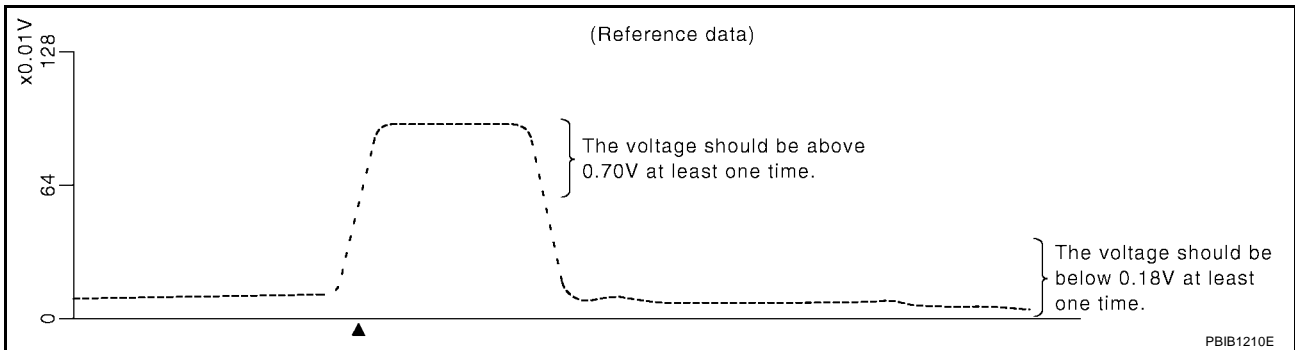 (Reference data)
x0.01V
128
64
0
The voltage should be above
0.70V at least one time.
The voltage should be
below 0.18V at least
one time.
PBIB1210E